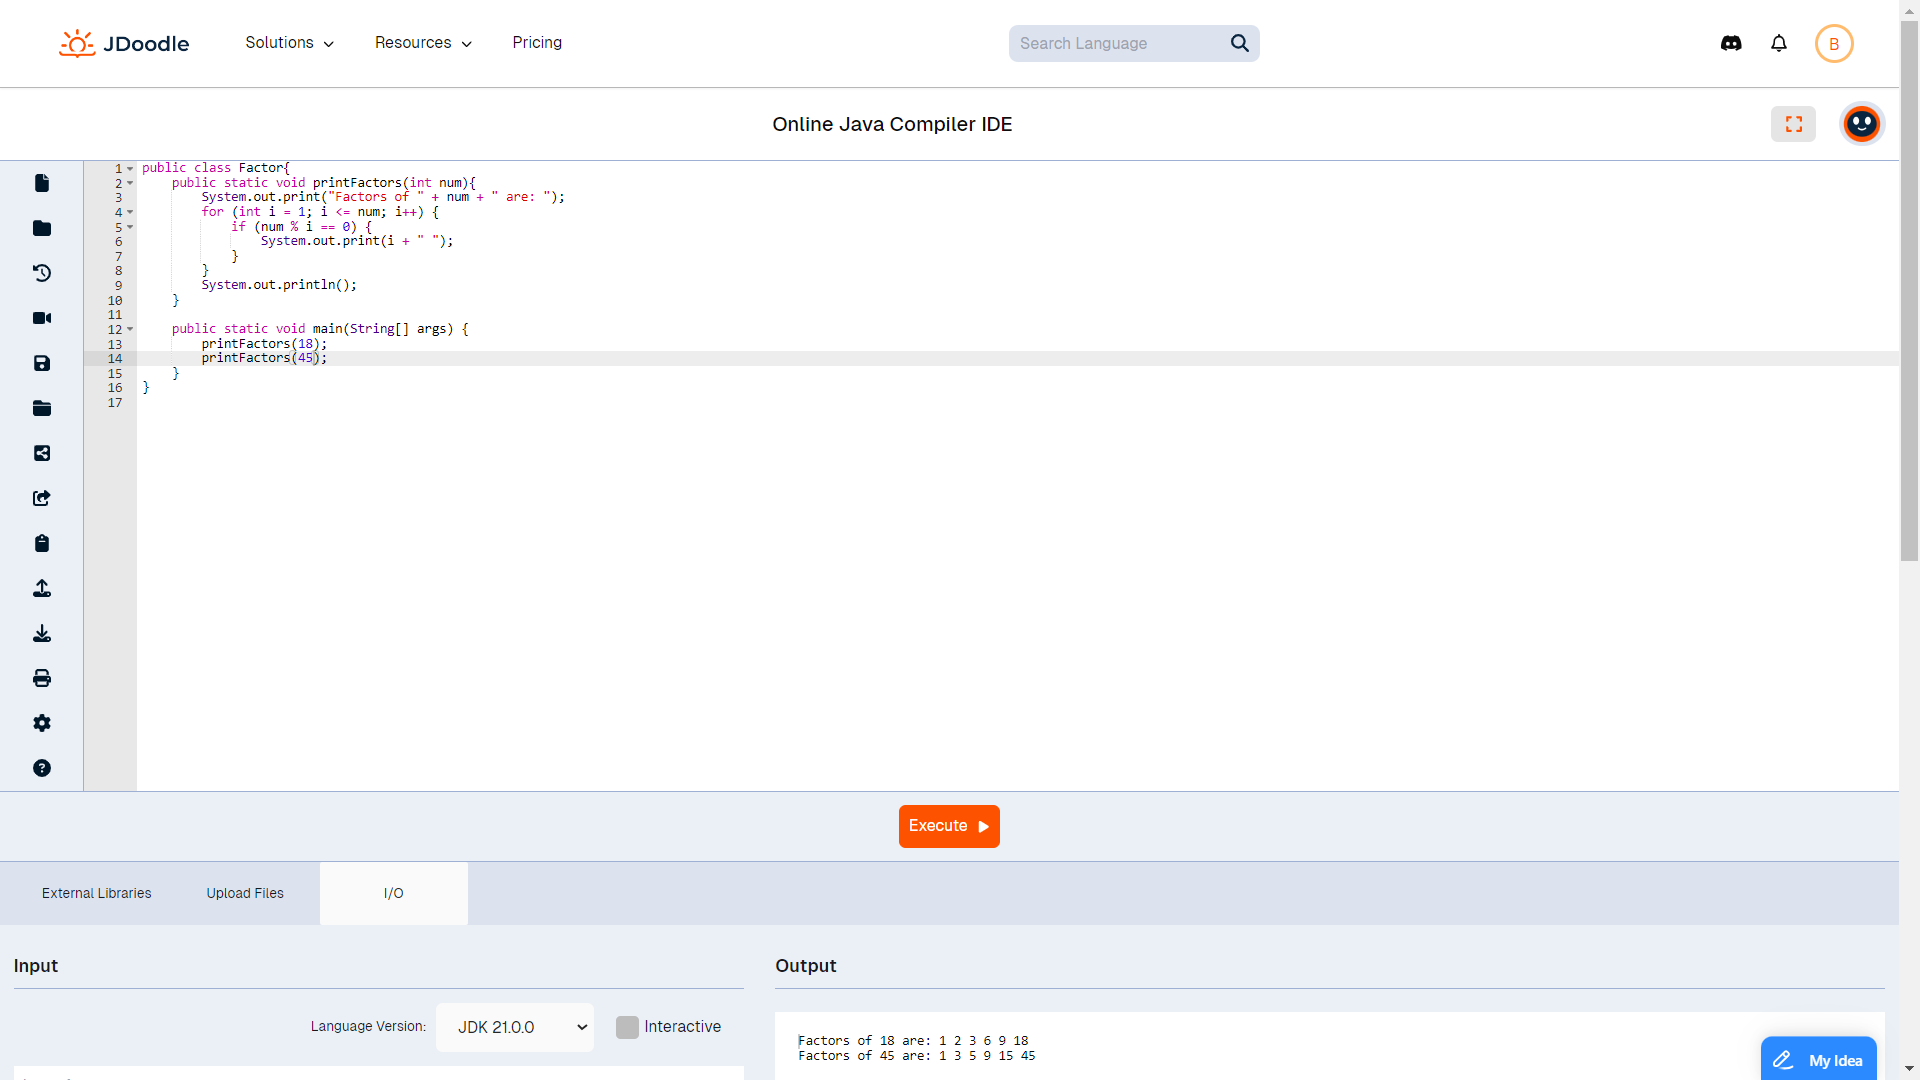 JDoodle
Solutions
Resources
Pricing
Search Language
B
Online Java Compiler IDE
1 public class Factor{
2     public static void printFactors(int num){
3         System.out.print("Factors of " + num + " are: ");
4         for (int i = 1; i <= num; i++) {
5             if (num % i == 0) {
6                 System.out.print(i + " ");
7             }
8         }
9         System.out.println();
10     }
11
12     public static void main(String[] args) {
13         printFactors(18);
14         printFactors(45);
15     }
16 }
17
Execute
External Libraries
Upload Files
I/O
Input
Output
Language Version:
JDK 21.0.0
Interactive
Factors of 18 are: 1 2 3 6 9 18
Factors of 45 are: 1 3 5 9 15 45
My Idea